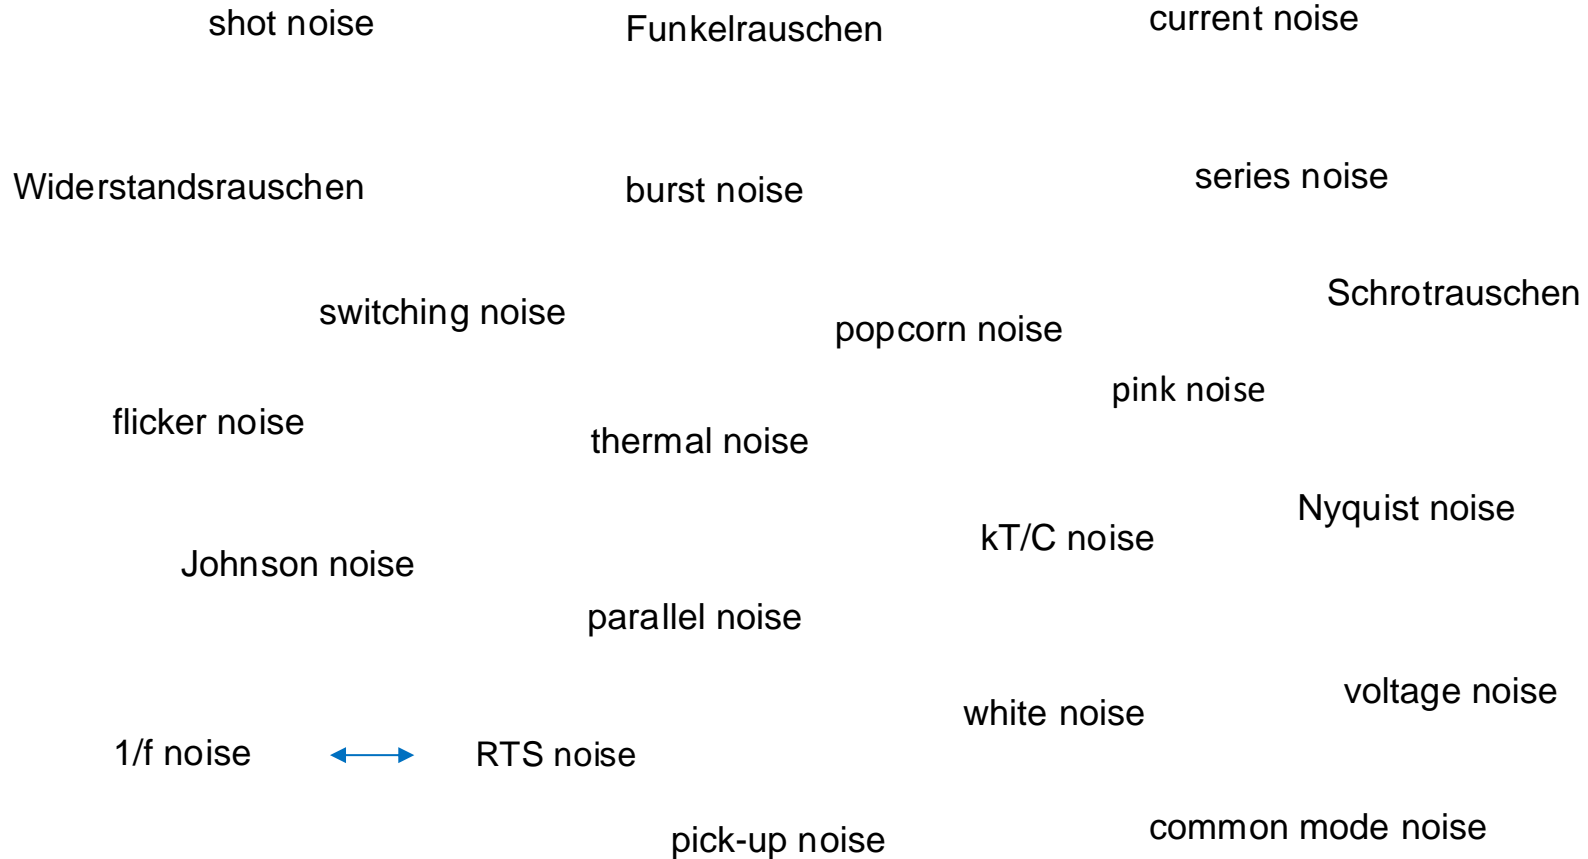 shot noise
Funkelrauschen
current noise
Widerstandsrauschen
burst noise
series noise
switching noise
popcorn noise
Schrotrauschen
flicker noise
thermal noise
pink noise
Johnson noise
kT/C noise
Nyquist noise
parallel noise
white noise
voltage noise
1/f noise
RTS noise
pick-up noise
common mode noise